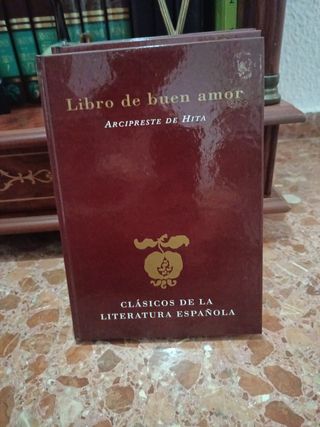 Libro de buen amor
ARCIPRESTE DE HITA
CLÁSICOS DE LA
LITERATURA ESPAÑOLA